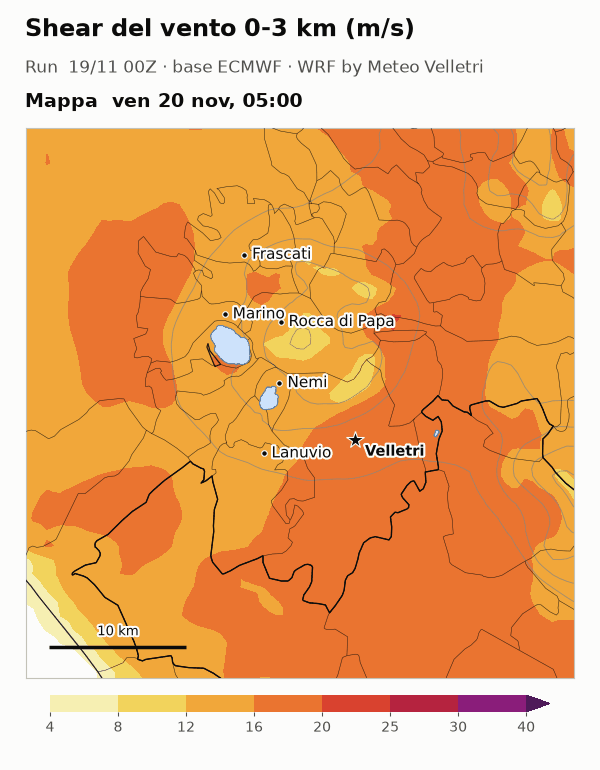 Shear del vento 0-3 km (m/s)
Run  19/11 00Z · base ECMWF · WRF by Meteo Velletri
Mappa  ven 20 nov, 05:00
Frascati
Marino
Rocca di Papa
Nemi
Velletri
Lanuvio
10 km
4 8 12 16 20 25 30 40